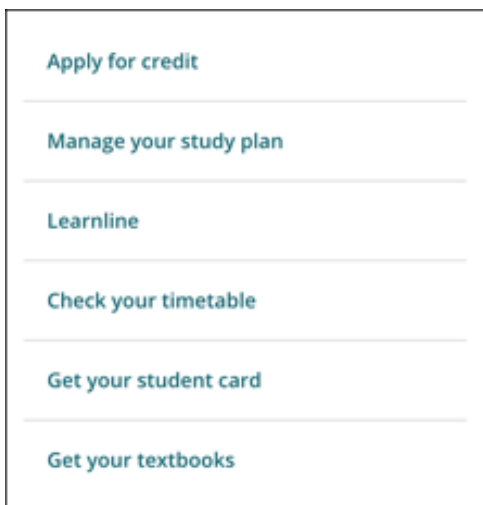 Apply for credit
Manage your study plan
Learnline
Check your timetable
Get your student card
Get your textbooks